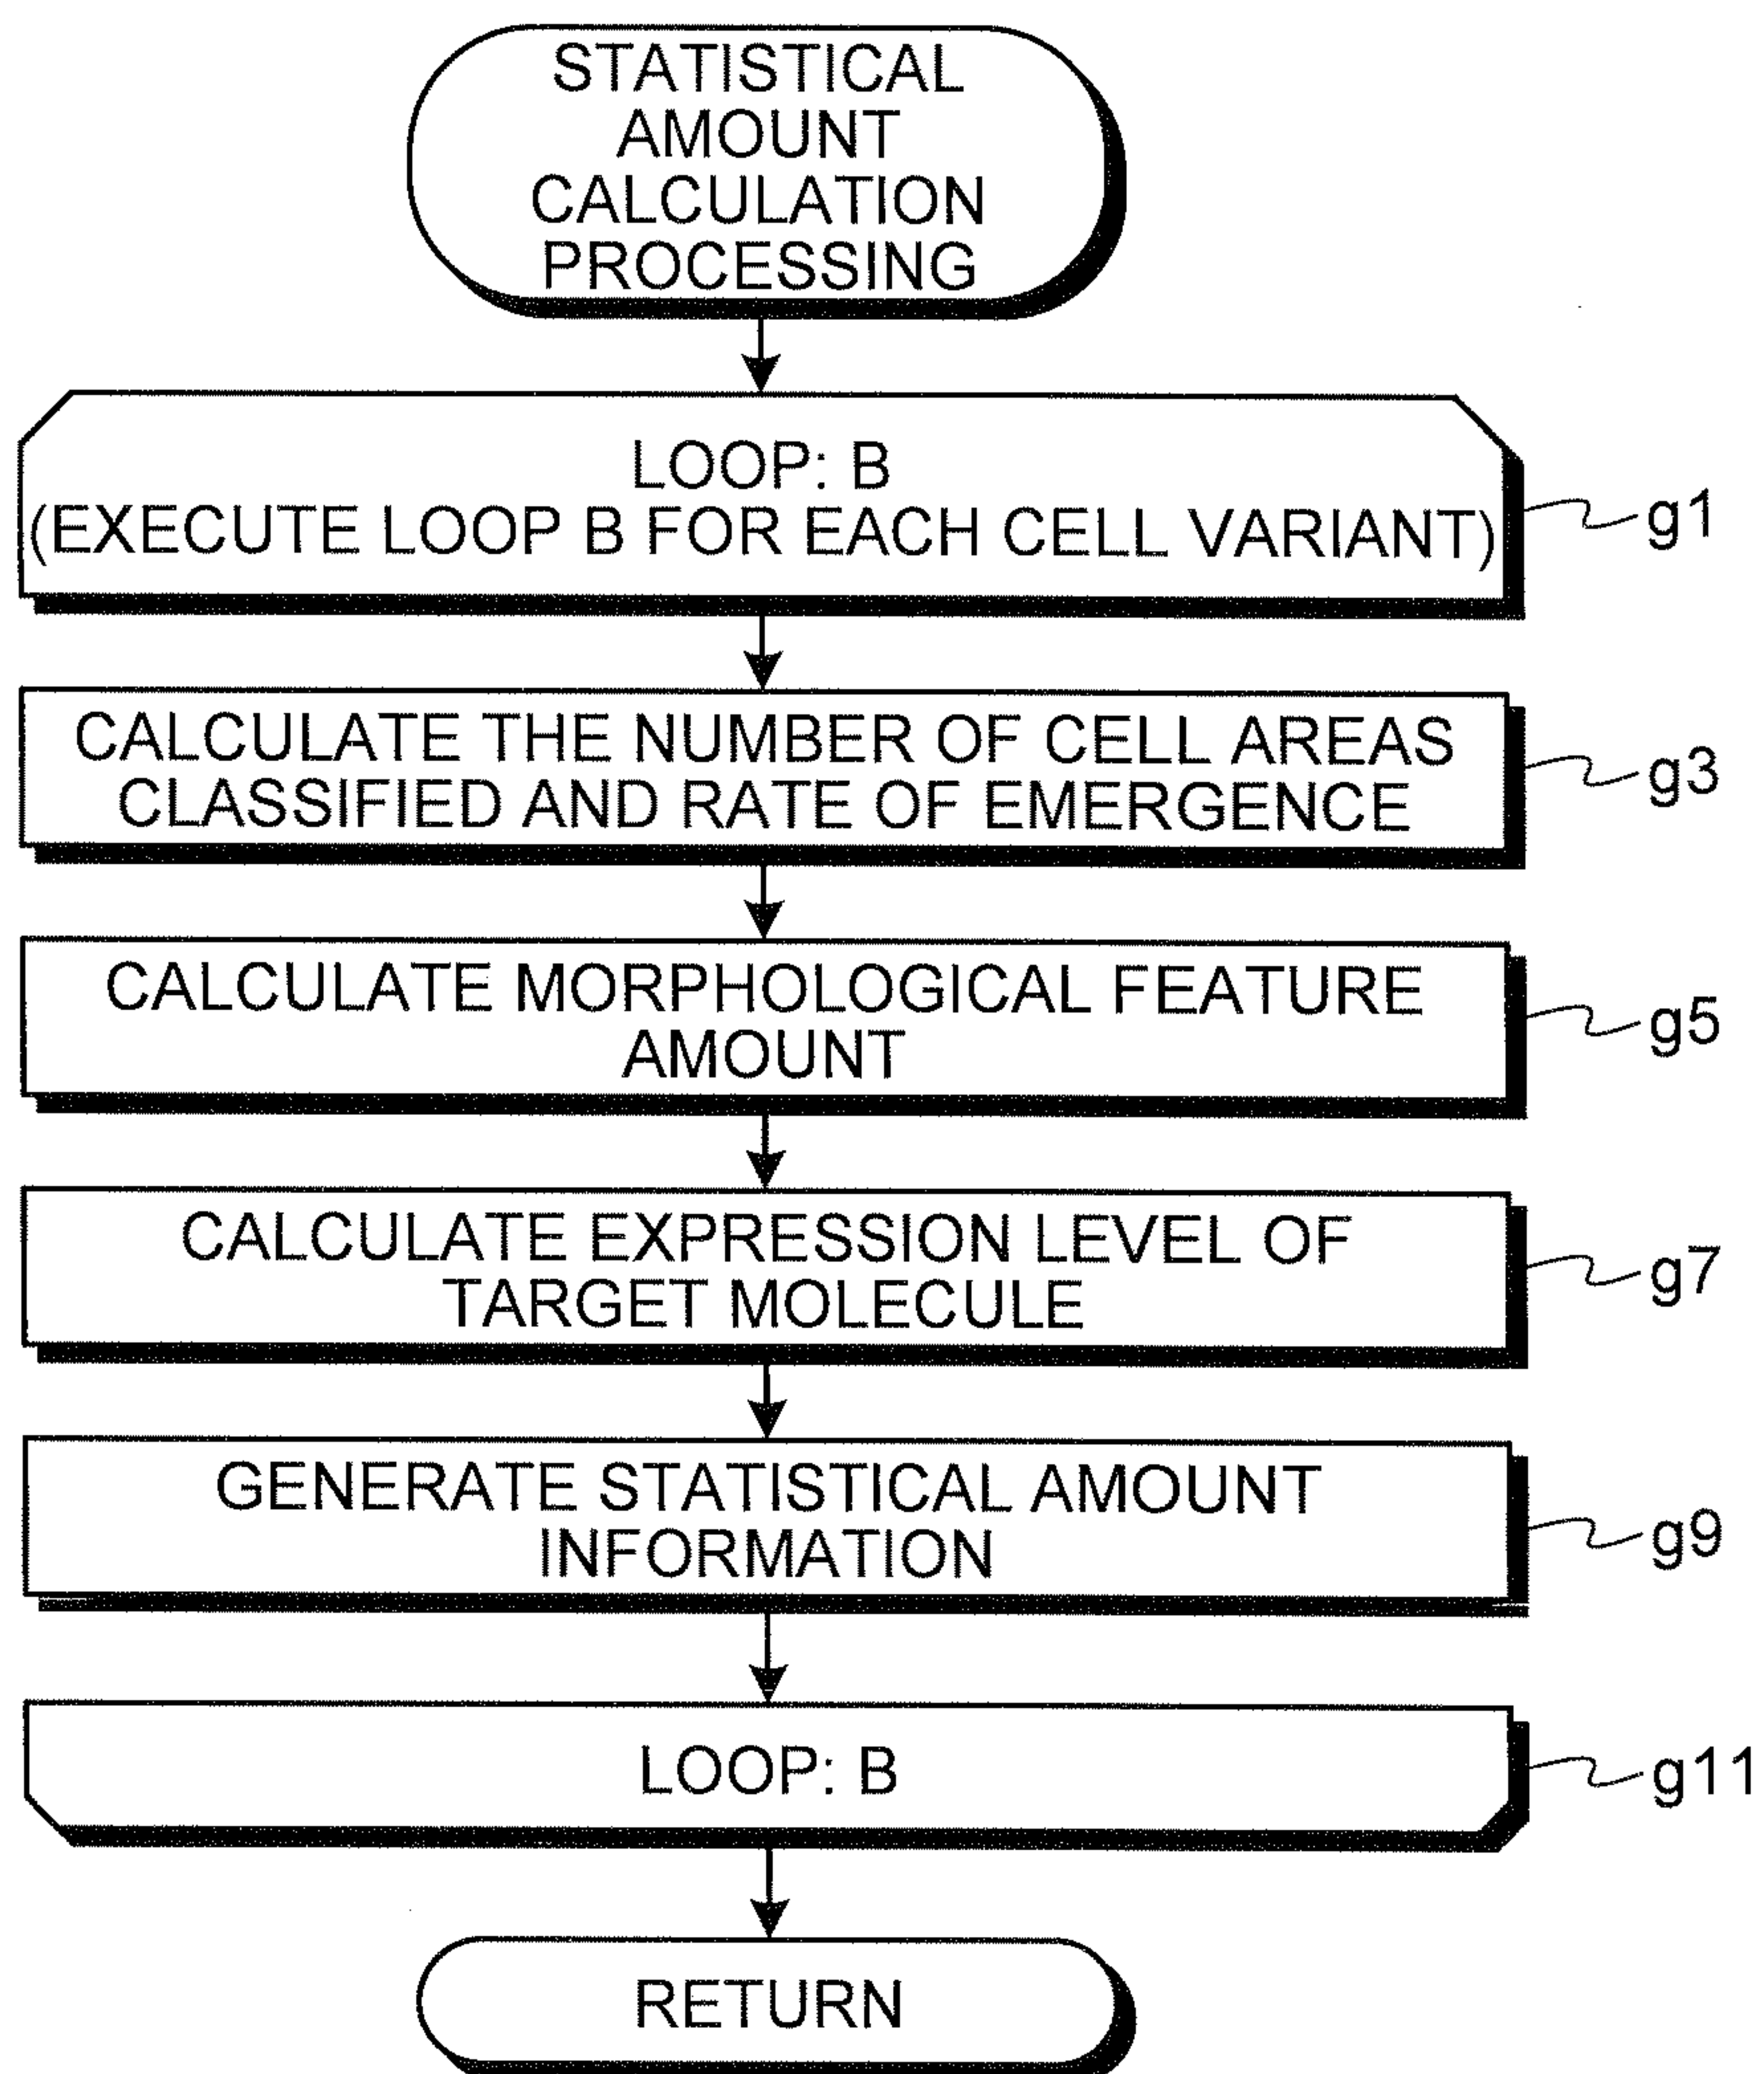 STATISTICAL
AMOUNT
CALCULATION
PROCESSING
LOOP: B
(EXECUTE LOOP B FOR EACH CELL VARIANT)
g1
CALCULATE THE NUMBER OF CELL AREAS
CLASSIFIED AND RATE OF EMERGENCE
g3
CALCULATE MORPHOLOGICAL FEATURE
AMOUNT
g5
CALCULATE EXPRESSION LEVEL OF
TARGET MOLECULE
g7
GENERATE STATISTICAL AMOUNT
INFORMATION
g9
LOOP: B
g11
RETURN